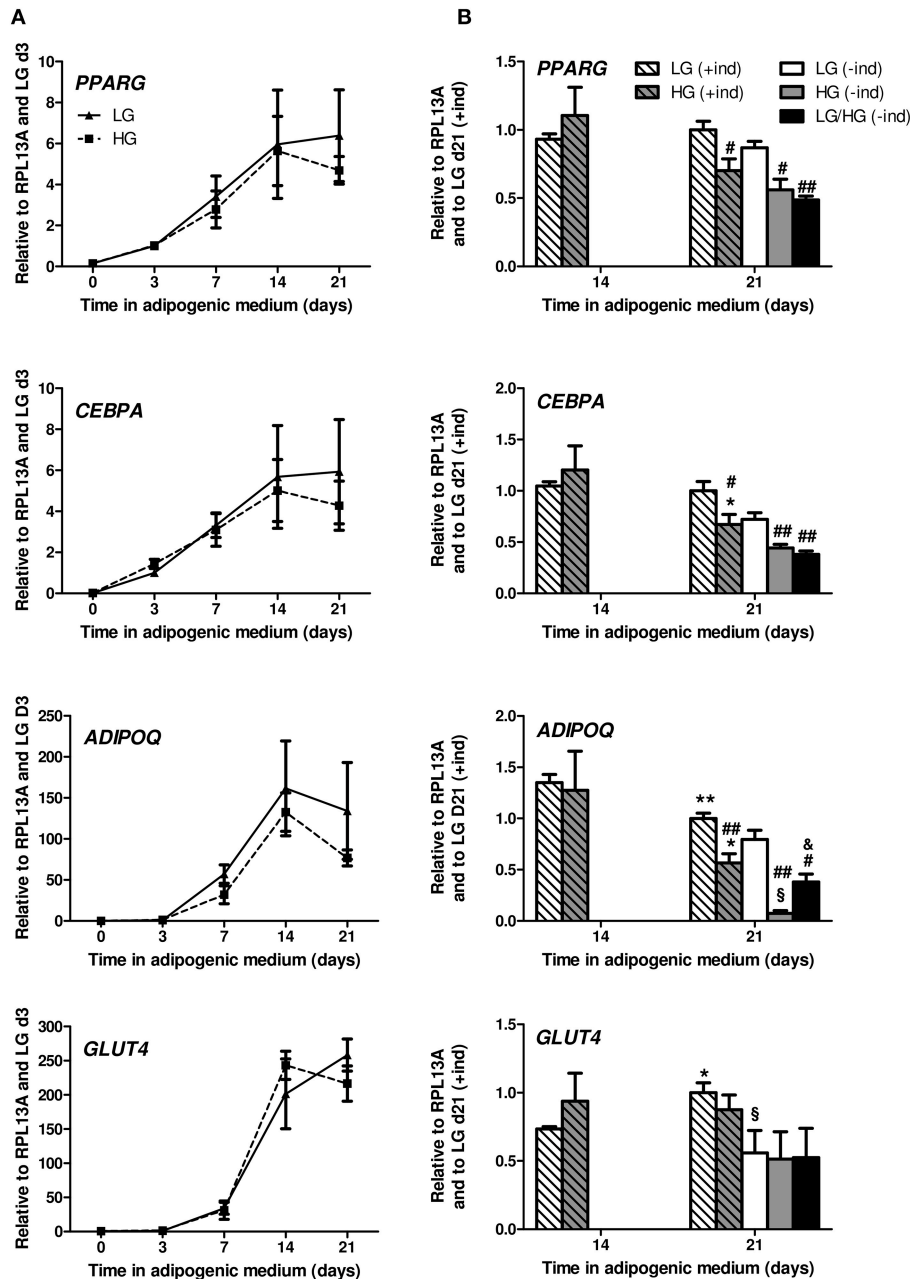 A
B
Relative to RPL13A and LG d3
10
8
6
4
2
0
PPARG
LG
HG
0 3 7 14 21
Time in adipogenic medium (days)
Relative to RPL13A
and to LG d21 (+ind)
1.5
1.0
0.5
0.0
PPARG
LG (+ind)
HG (+ind)
LG (-ind)
HG (-ind)
LG/HG (-ind)
# # ##
14 21
Time in adipogenic medium (days)
Relative to RPL13A and LG d3
10
8
6
4
2
0
CEBPA
0 3 7 14 21
Time in adipogenic medium (days)
Relative to RPL13A
and to LG d21 (+ind)
2.0
1.5
1.0
0.5
0.0
CEBPA
#
*
## ##
14 21
Time in adipogenic medium (days)
Relative to RPL13A and LG D3
250
200
150
100
50
0
ADIPOQ
0 3 7 14 21
Time in adipogenic medium (days)
Relative to RPL13A
and to LG D21 (+ind)
2.0
1.5
1.0
0.5
0.0
ADIPOQ
**
##
*
##
§
&
#
14 21
Time in adipogenic medium (days)
Relative to RPL13A and LG d3
300
250
200
150
100
50
0
GLUT4
0 3 7 14 21
Time in adipogenic medium (days)
Relative to RPL13A
and to LG d21 (+ind)
1.5
1.0
0.5
0.0
GLUT4
*
§
14 21
Time in adipogenic medium (days)